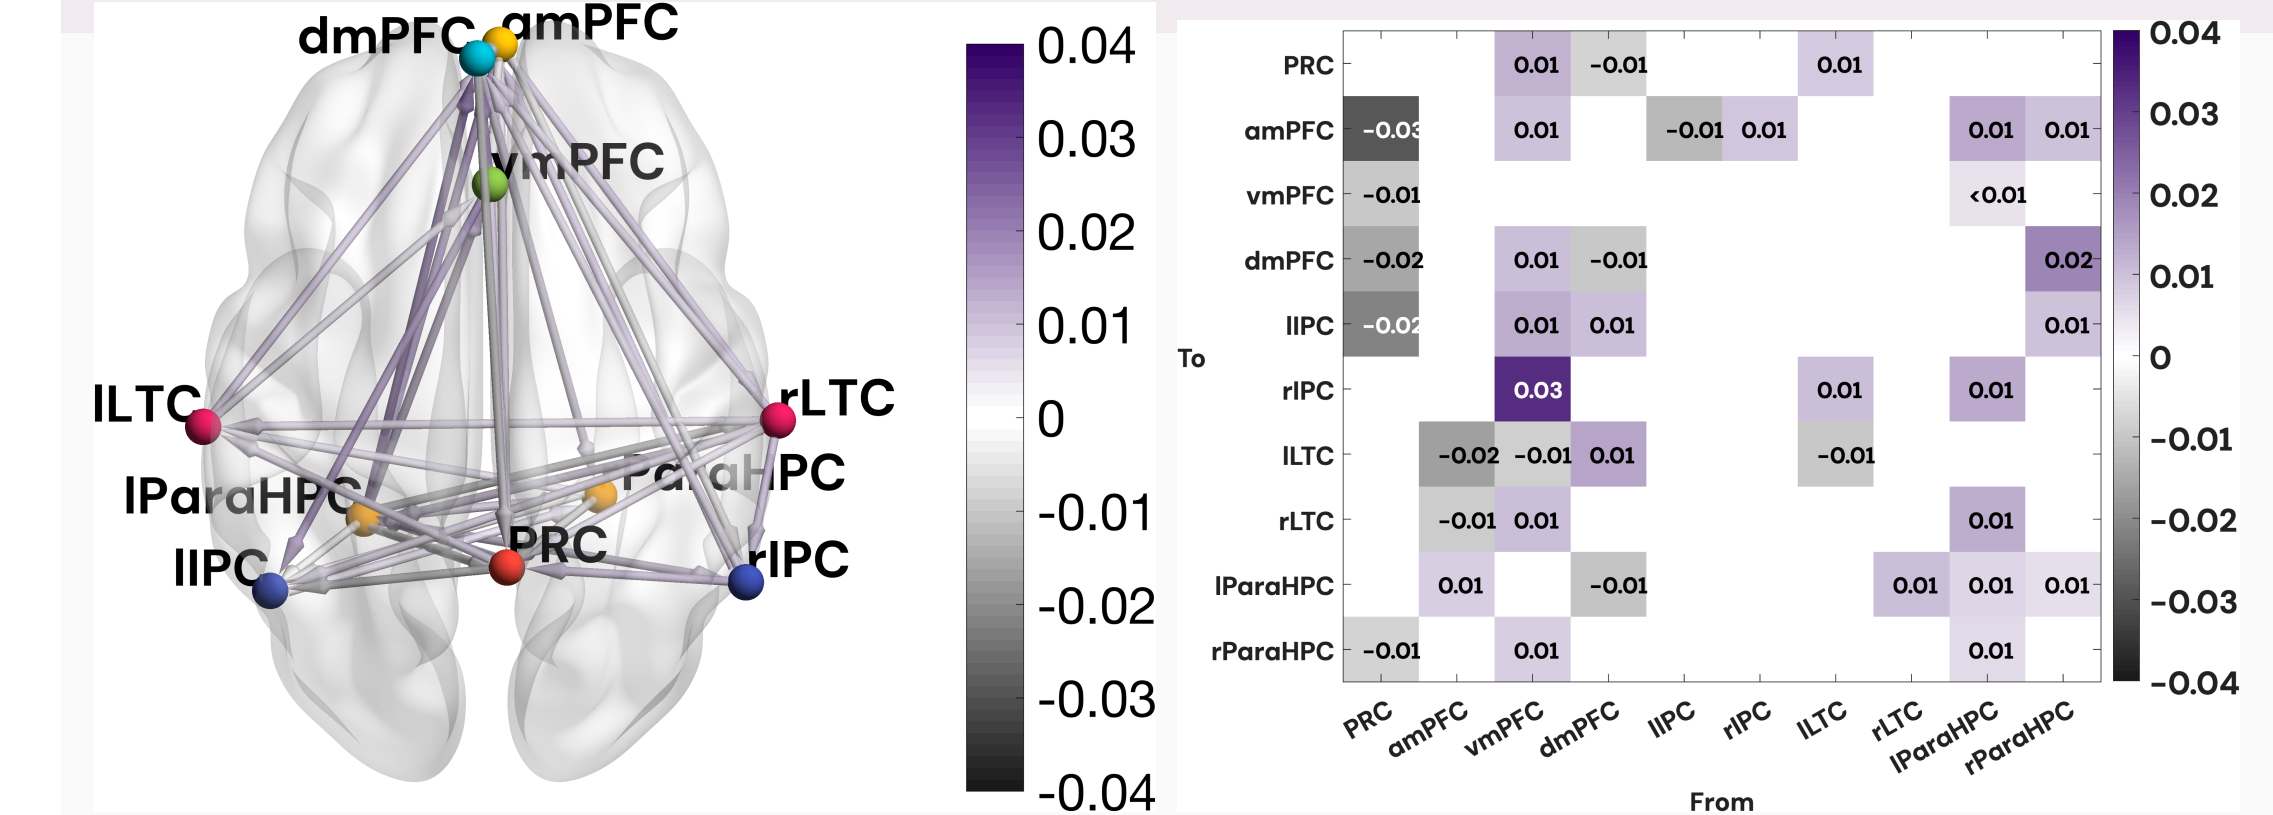 dmPFC
amPFC
vmPFC
lLTC
rLTC
lParaHPC
ParaHPC
lIPC
PRC
rIPC
0.04
0.03
0.02
0.01
0
-0.01
-0.02
-0.03
-0.04
To
PRC 0.01 -0.01 0.01
amPFC -0.03 0.01 -0.01 0.01 0.01 0.01
vmPFC -0.01 <0.01
dmPFC -0.02 0.01 -0.01 0.02
lIPC -0.02 0.01 0.01 0.01
rIPC 0.03 0.01 0.01
lLTC -0.02 -0.01 0.01 -0.01
rLTC -0.01 0.01 0.01
lParaHPC 0.01 -0.01 0.01 0.01 0.01
rParaHPC -0.01 0.01 0.01
PRC amPFC vmPFC dmPFC lIPC rIPC lLTC rLTC lParaHPC rParaHPC
From
0.04
0.03
0.02
0.01
0
-0.01
-0.02
-0.03
-0.04